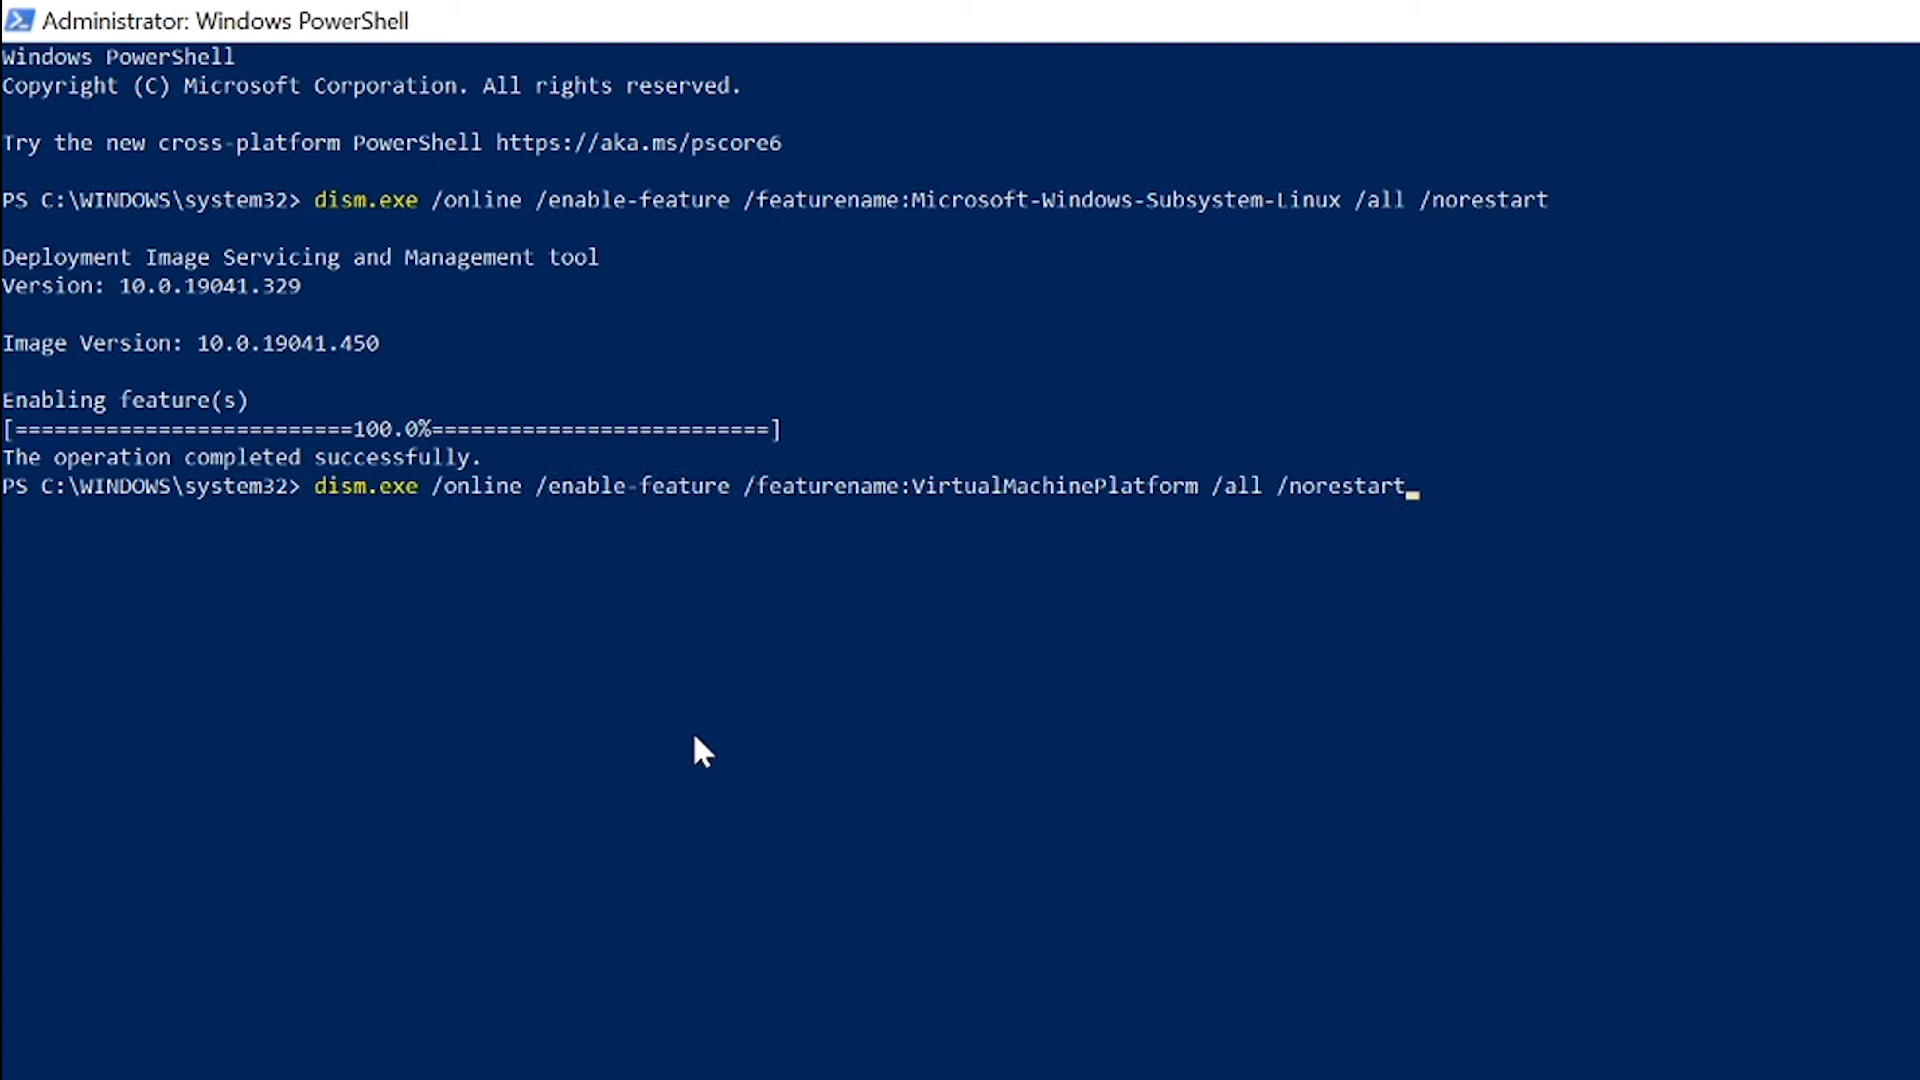 Administrator: Windows PowerShell
Windows PowerShell
Copyright (C) Microsoft Corporation. All rights reserved.
Try the new cross-platform PowerShell https://aka.ms/pscore6
PS C:\WINDOWS\system32> dism.exe /online /enable-feature /featurename:Microsoft-Windows-Subsystem-Linux /all /norestart
Deployment Image Servicing and Management tool
Version: 10.0.19041.329
Image Version: 10.0.19041.450
Enabling feature(s)
[==========================100.0%==========================]
The operation completed successfully.
PS C:\WINDOWS\system32> dism.exe /online /enable-feature /featurename:VirtualMachinePlatform /all /norestart